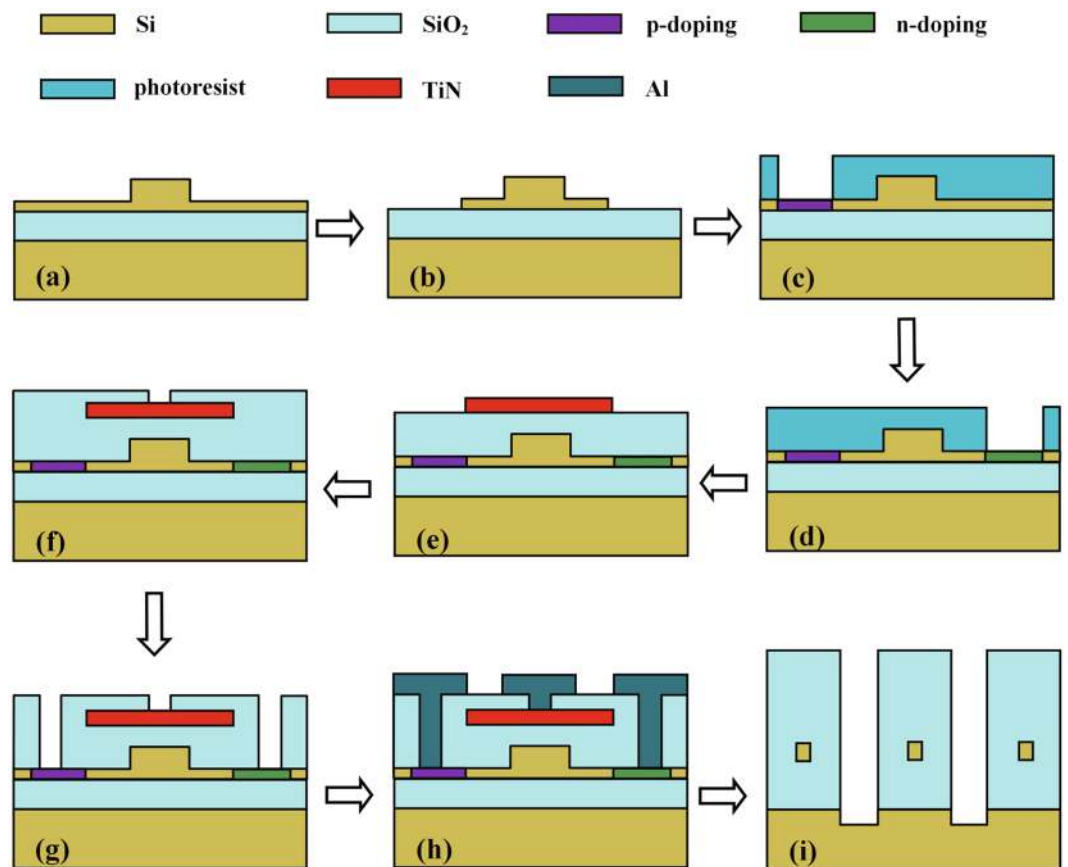 Si SiO₂ p-doping n-doping
photoresist TiN Al
(a) (b) (c)
(f) (e) (d)
(g) (h) (i)